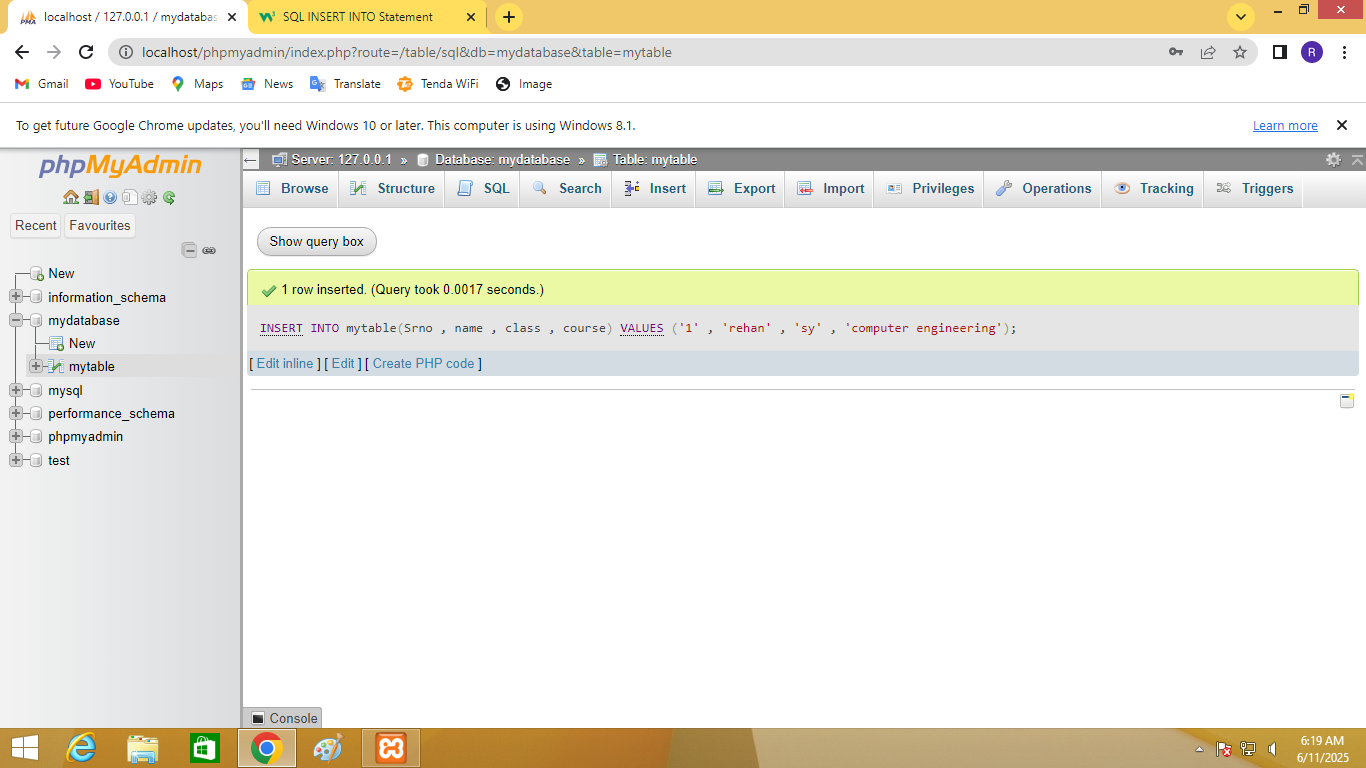 localhost / 127.0.0.1 / mydatabas
SQL INSERT INTO Statement
localhost/phpmyadmin/index.php?route=/table/sql&db=mydatabase&table=mytable
R
Gmail YouTube Maps News Translate Tenda WiFi Image
To get future Google Chrome updates, you'll need Windows 10 or later. This computer is using Windows 8.1.
Learn more
phpMyAdmin
Recent Favourites
New
information_schema
mydatabase
New
mytable
mysql
performance_schema
phpmyadmin
test
Server: 127.0.0.1 » Database: mydatabase » Table: mytable
Browse Structure SQL Search Insert Export Import Privileges Operations Tracking Triggers
Show query box
1 row inserted. (Query took 0.0017 seconds.)
INSERT INTO mytable(Srno , name , class , course) VALUES ('1' , 'rehan' , 'sy' , 'computer engineering');
[ Edit inline ] [ Edit ] [ Create PHP code ]
Console
6:19 AM
6/11/2025